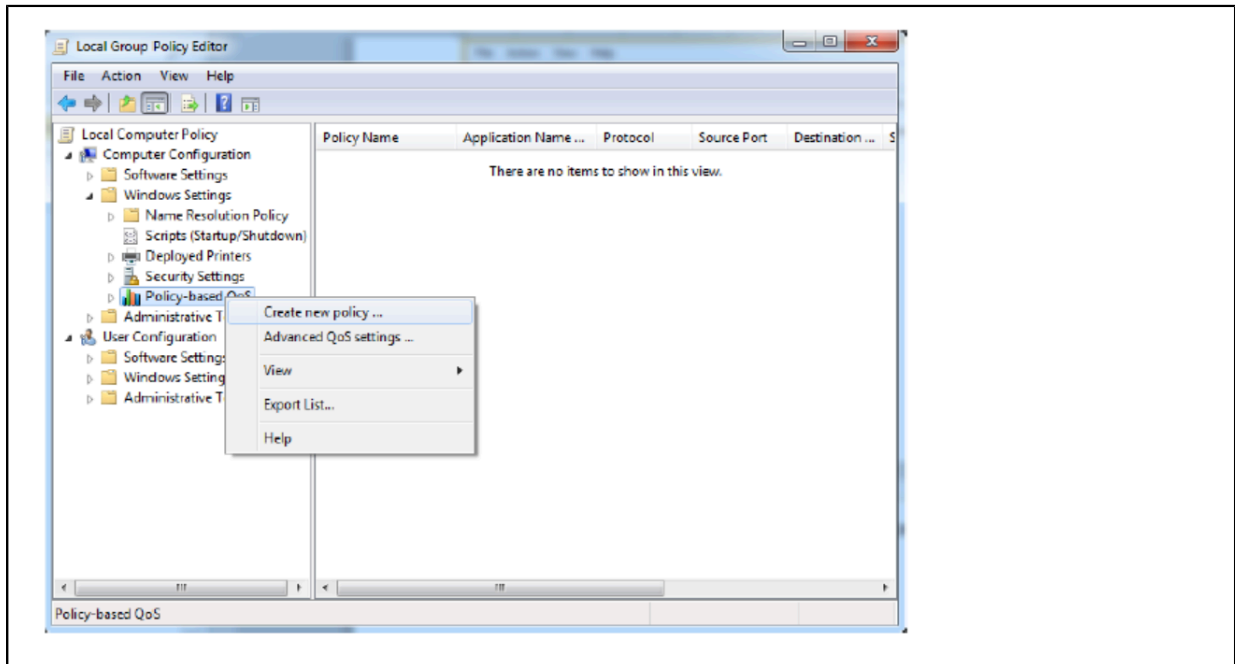 Local Group Policy Editor
File Action View Help
Local Computer Policy
Computer Configuration
Software Settings
Windows Settings
Name Resolution Policy
Scripts (Startup/Shutdown)
Deployed Printers
Security Settings
Policy-based QoS
Administrative T
User Configuration
Software Settings
Windows Setting
Administrative T
Policy Name Application Name ... Protocol Source Port Destination ... S
There are no items to show in this view.
Create new policy ...
Advanced QoS settings ...
View
Export List...
Help
Policy-based QoS